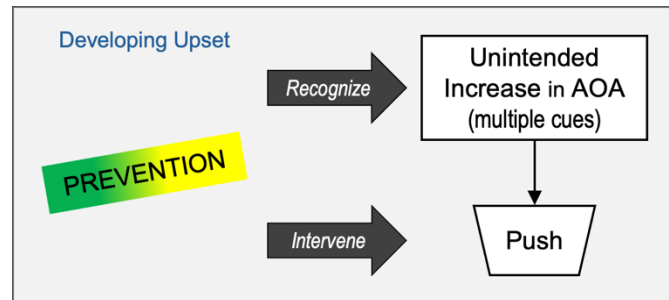 Developing Upset
Recognize
Unintended
Increase in AOA
(multiple cues)
PREVENTION
Intervene
Push